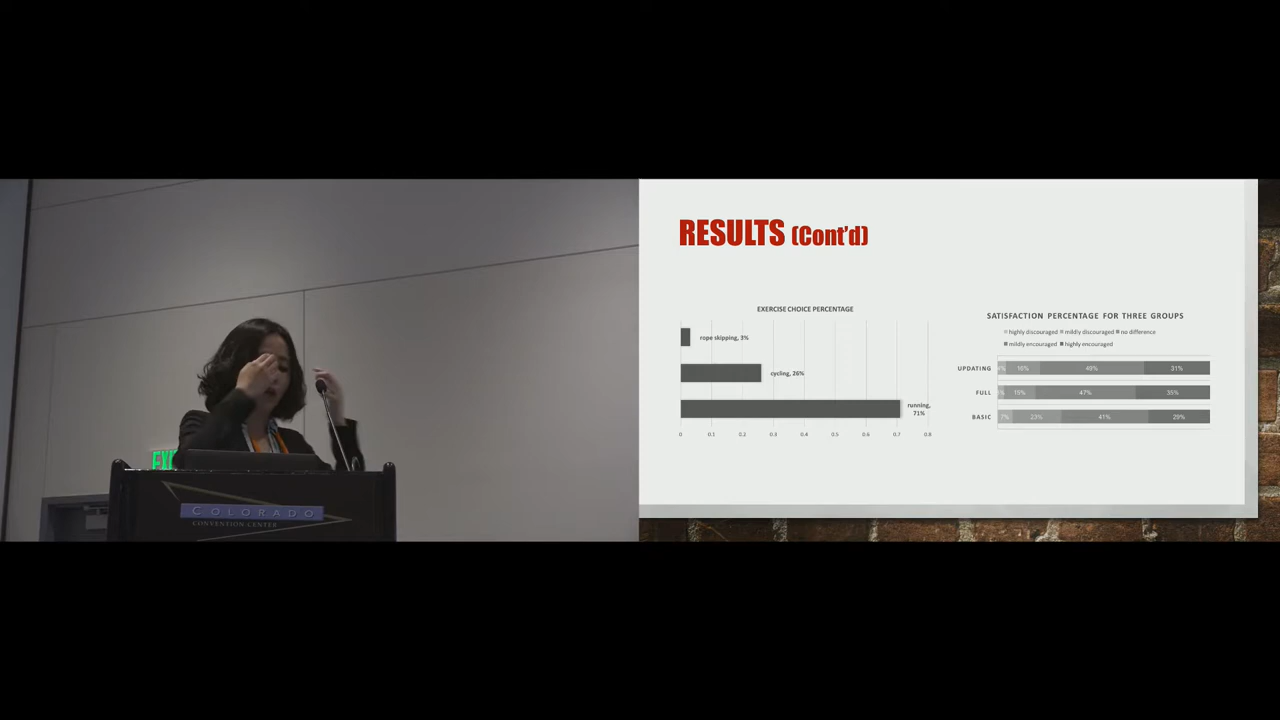 EXIT
COLORADO
CONVENTION CENTER
RESULTS (Cont'd)
EXERCISE CHOICE PERCENTAGE
rope skipping, 3%
cycling, 26%
running,
71%
0 0.1 0.2 0.3 0.4 0.5 0.6 0.7 0.8
SATISFACTION PERCENTAGE FOR THREE GROUPS
highly discouraged mildly discouraged no difference
mildly encouraged highly encouraged
UPDATING 16% 49% 31%
FULL 15% 47% 35%
BASIC 7% 23% 41% 29%